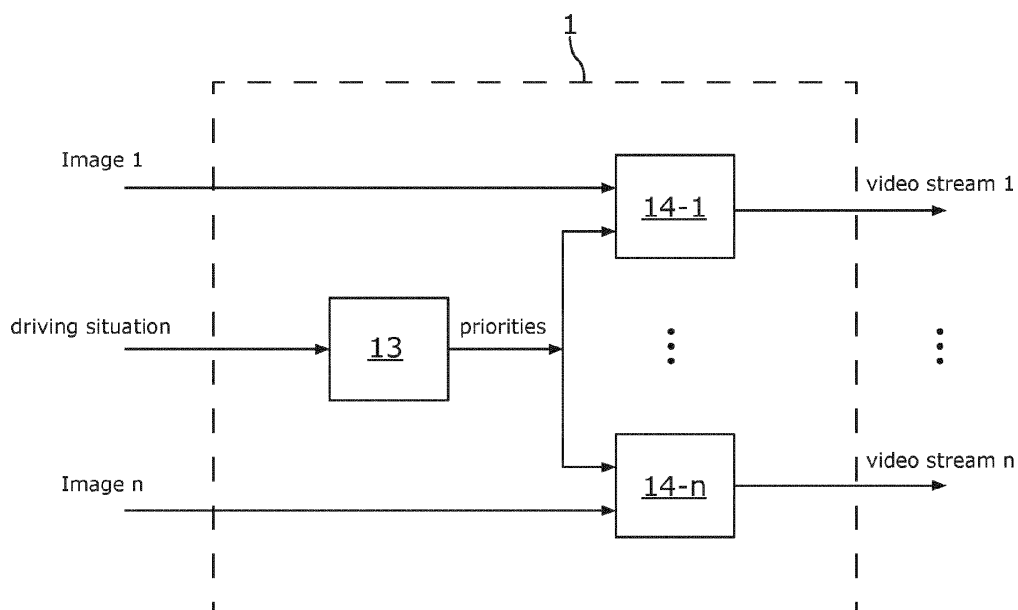 1
Image 1
14-1
video stream 1
driving situation
13
priorities
Image n
14-n
video stream n